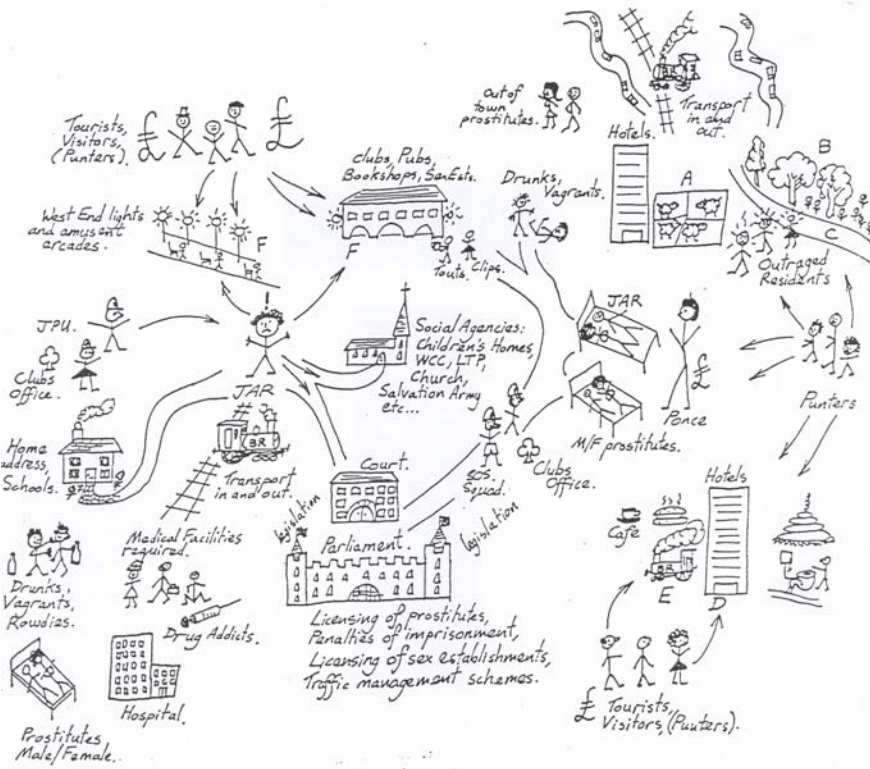 Out of
town
prostitutes.
Transport
in and
out.
Tourists,
Visitors,
(Punters).
£
£
Hotels.
Clubs, Pubs,
Bookshops, Sex Ests.
Drunks,
Vagrants.
A
B
C
West End lights
and amusent
arcades.
F
F
Touts. Clips.
Outraged
Residents
JPU.
!
Clubs
Office.
JAR
Social Agencies:
Children's Homes,
WCC, LTP,
Church,
Salvation Army
etc...
JAR
£
Ponce
Punters
M/F prostitutes.
Home
address,
Schools.
BR
Transport
in and out.
legislation
Court.
SOS.
Squad.
Clubs
Office.
legislation
Hotels
Cafe
BR
E
D
Medical Facilities
required.
Parliament.
Drunks,
Vagrants,
Rowdies.
Drug Addicts.
Licensing of prostitutes,
Penalties of imprisonment,
Licensing of sex establishments,
Traffic management schemes.
Hospital.
Prostitutes
Male/Female.
£ Tourists,
Visitors, (Punters).